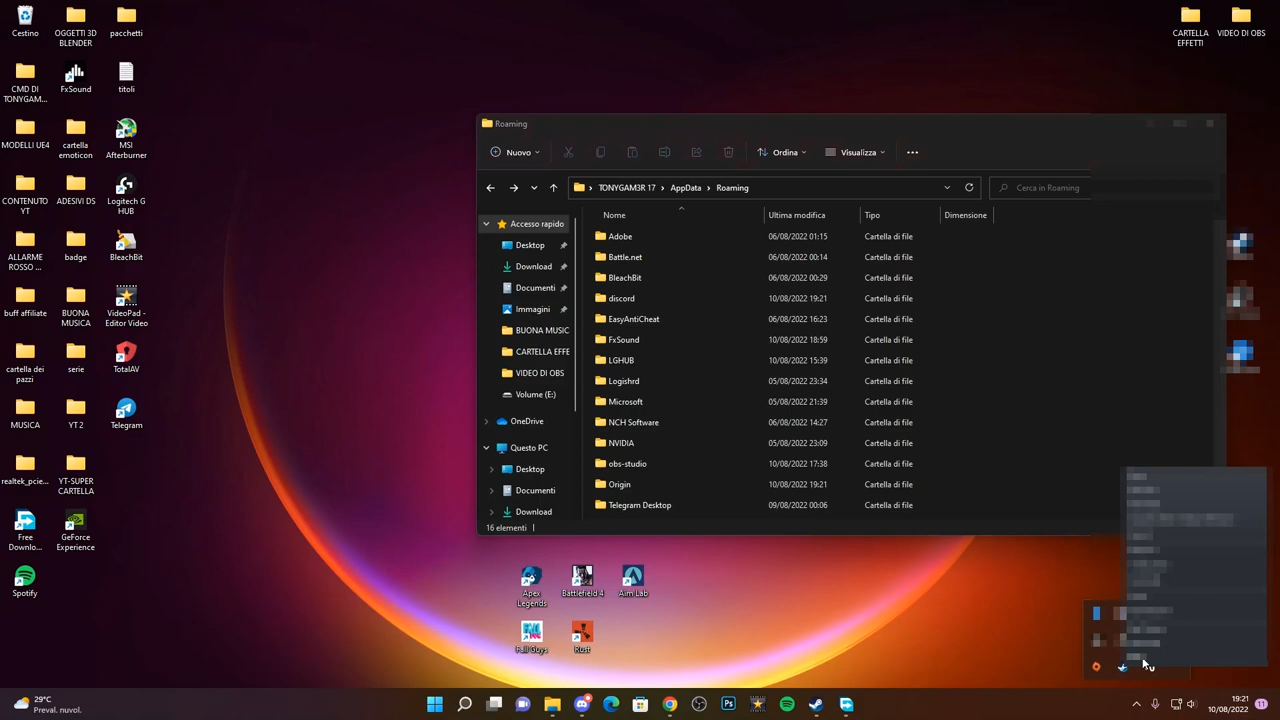 Cestino
OGGETTI 3D
BLENDER
pacchetti
CMD DI
TONYGAM...
FxSound
titoli
MODELLI UE4
cartella
emoticon
MSI
Afterburner
CONTENUTO
YT
ADESIVI DS
Logitech G
HUB
ALLARME
ROSSO ...
badge
BleachBit
buff affiliate
BUONA
MUSICA
VideoPad -
Editor Video
cartella dei
pazzi
serie
TotalAV
MUSICA
YT 2
Telegram
realtek_pcie...
YT-SUPER
CARTELLA
Free
Downlo...
GeForce
Experience
Spotify
CARTELLA
EFFETTI
VIDEO DI OBS
Roaming
Nuovo
Ordina
Visualizza
TONYGAM3R 17 > AppData > Roaming
Cerca in Roaming
Nome Ultima modifica Tipo Dimensione
Accesso rapido
Desktop
Download
Documenti
Immagini
BUONA MUSIC
CARTELLA EFFE
VIDEO DI OBS
Volume (E:)
OneDrive
Questo PC
Desktop
Documenti
Download
Adobe 06/08/2022 01:15 Cartella di file
Battle.net 06/08/2022 00:14 Cartella di file
BleachBit 06/08/2022 00:29 Cartella di file
discord 10/08/2022 19:21 Cartella di file
EasyAntiCheat 06/08/2022 16:23 Cartella di file
FxSound 10/08/2022 18:59 Cartella di file
LGHUB 10/08/2022 15:39 Cartella di file
Logishrd 05/08/2022 23:34 Cartella di file
Microsoft 05/08/2022 21:39 Cartella di file
NCH Software 06/08/2022 14:27 Cartella di file
NVIDIA 05/08/2022 23:09 Cartella di file
obs-studio 10/08/2022 17:38 Cartella di file
Origin 10/08/2022 19:21 Cartella di file
Telegram Desktop 09/08/2022 00:06 Cartella di file
16 elementi
Apex
Legends
Battlefield 4
Aim Lab
Fall Guys
Rust
29°C
Preval. nuvol.
19:21
10/08/2022
11